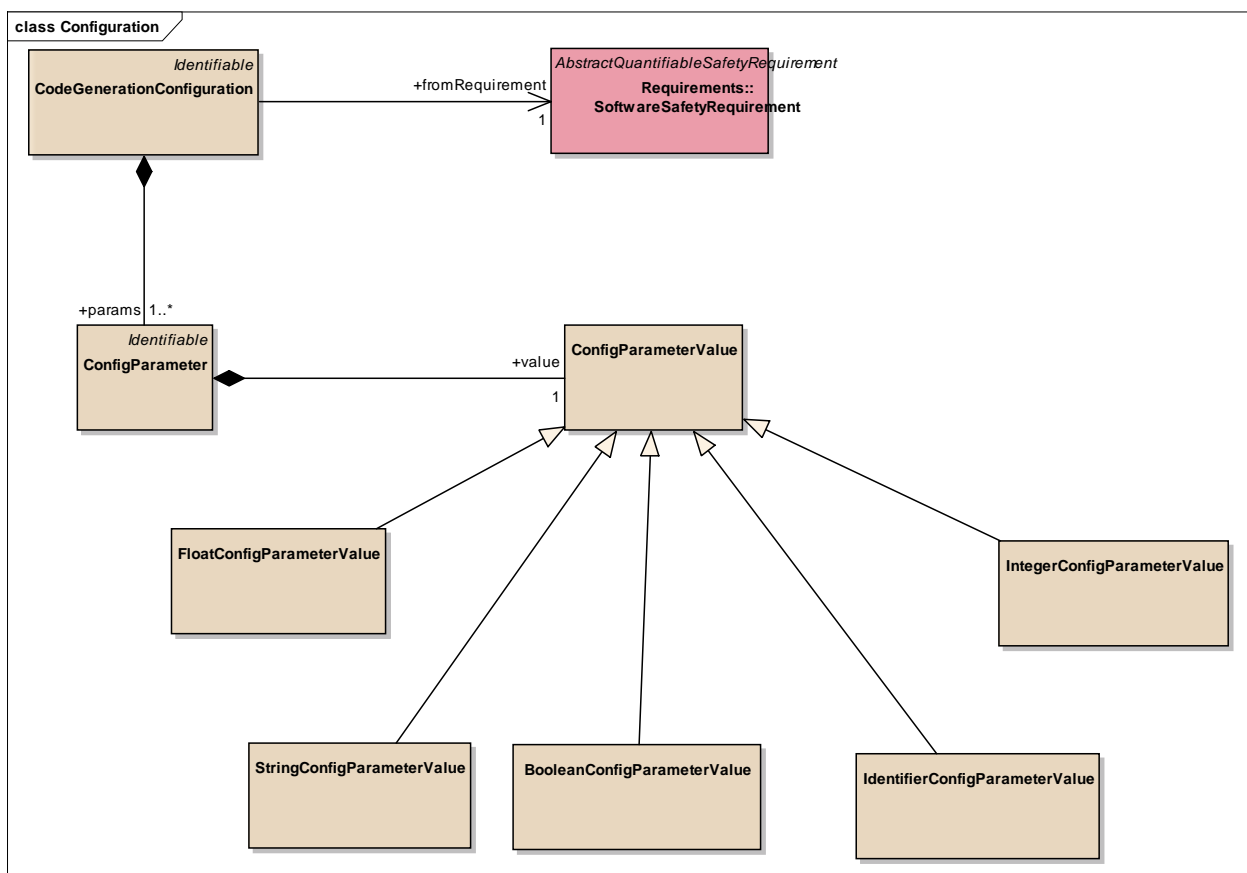 class Configuration
Identifiable
CodeGenerationConfiguration
+fromRequirement
1
AbstractQuantifiableSafetyRequirement
Requirements::
SoftwareSafetyRequirement
+params 1..*
Identifiable
ConfigParameter
+value
1
ConfigParameterValue
FloatConfigParameterValue
IntegerConfigParameterValue
StringConfigParameterValue
BooleanConfigParameterValue
IdentifierConfigParameterValue